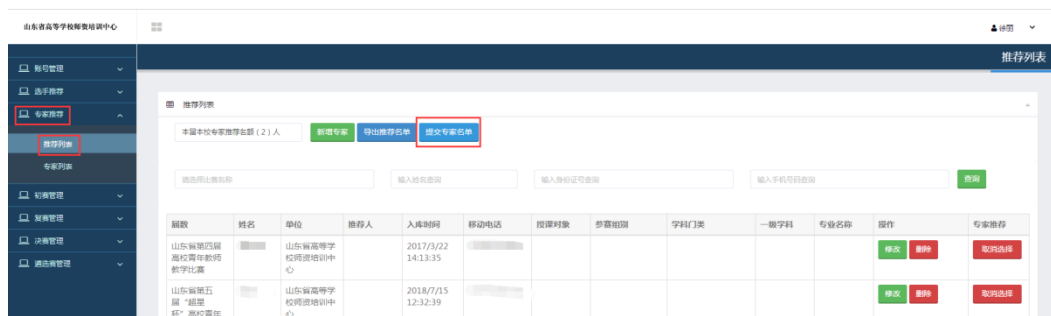 山东省高等学校师资培训中心
徐丽
推荐列表
账号管理
选手推荐
专家推荐
推荐列表
专家列表
初赛管理
复赛管理
决赛管理
遴选赛管理
推荐列表
本届本校专家推荐名额(2)人 新增专家 导出推荐名单 提交专家名单
请选择比赛名称 输入姓名查询 输入身份证号查询 输入手机号码查询 查询
届数 姓名 单位 推荐人 入库时间 移动电话 授课对象 参赛组别 学科门类 一级学科 专业名称 操作 专家推荐
山东省第四届 山东省高等学 2017/3/22 修改 删除 取消选择
高校青年教师 校师资培训中 14:13:35
教学比赛 心
山东省第五 山东省高等学 2018/7/15 修改 删除 取消选择
届“超星 校师资培训中 12:32:39
杯”高校青年 心